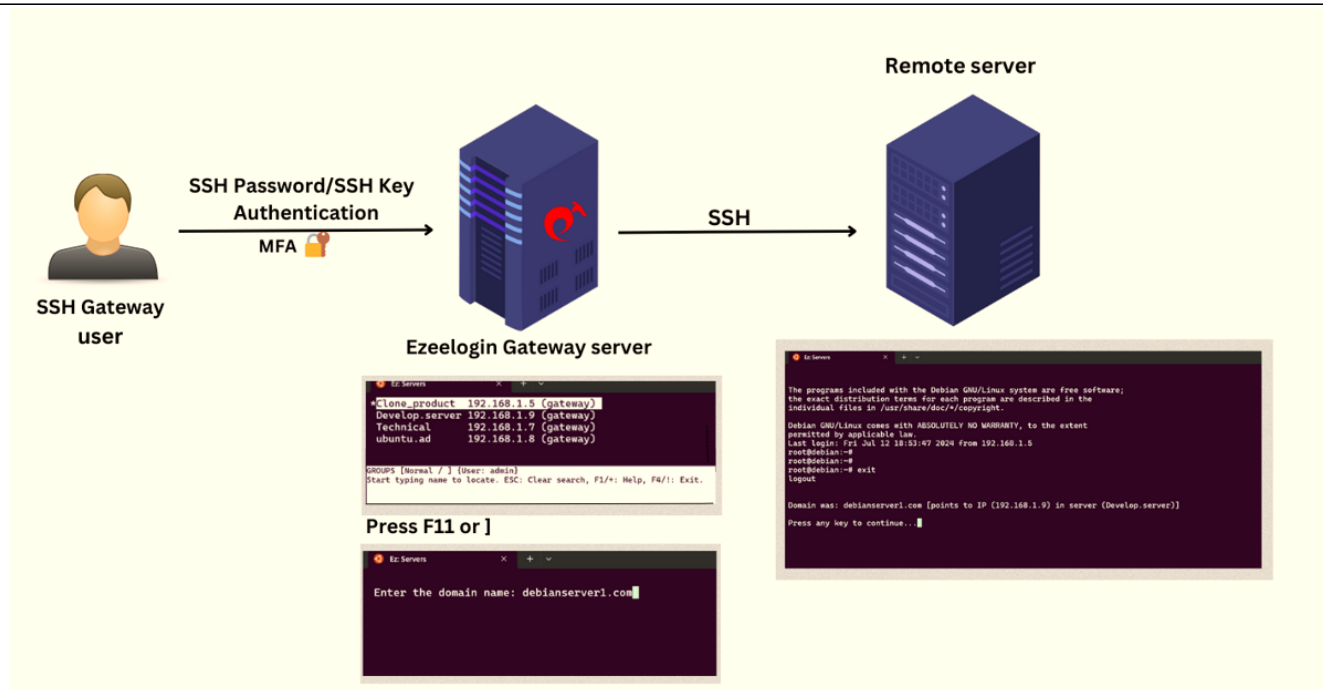 Remote server
SSH Password/SSH Key
Authentication
MFA
SSH
SSH Gateway
user
Ezeelogin Gateway server
Ez: Servers
*Clone_product 192.168.1.5 (gateway)
Develop.server 192.168.1.9 (gateway)
Technical 192.168.1.7 (gateway)
ubuntu.ad 192.168.1.8 (gateway)
GROUPS [Normal / ] {User: admin}
Start typing name to locate. ESC: Clear search, F1/+: Help, F4/!: Exit.
Press F11 or ]
Ez: Servers
Enter the domain name: debianserver1.com
Ez: Servers
The programs included with the Debian GNU/Linux system are free software;
the exact distribution terms for each program are described in the
individual files in /usr/share/doc/*/copyright.
Debian GNU/Linux comes with ABSOLUTELY NO WARRANTY, to the extent
permitted by applicable law.
Last login: Fri Jul 12 18:53:47 2024 from 192.168.1.5
root@debian:~#
root@debian:~#
root@debian:~# exit
logout
Domain was: debianserver1.com [points to IP (192.168.1.9) in server (Develop.server)]
Press any key to continue...